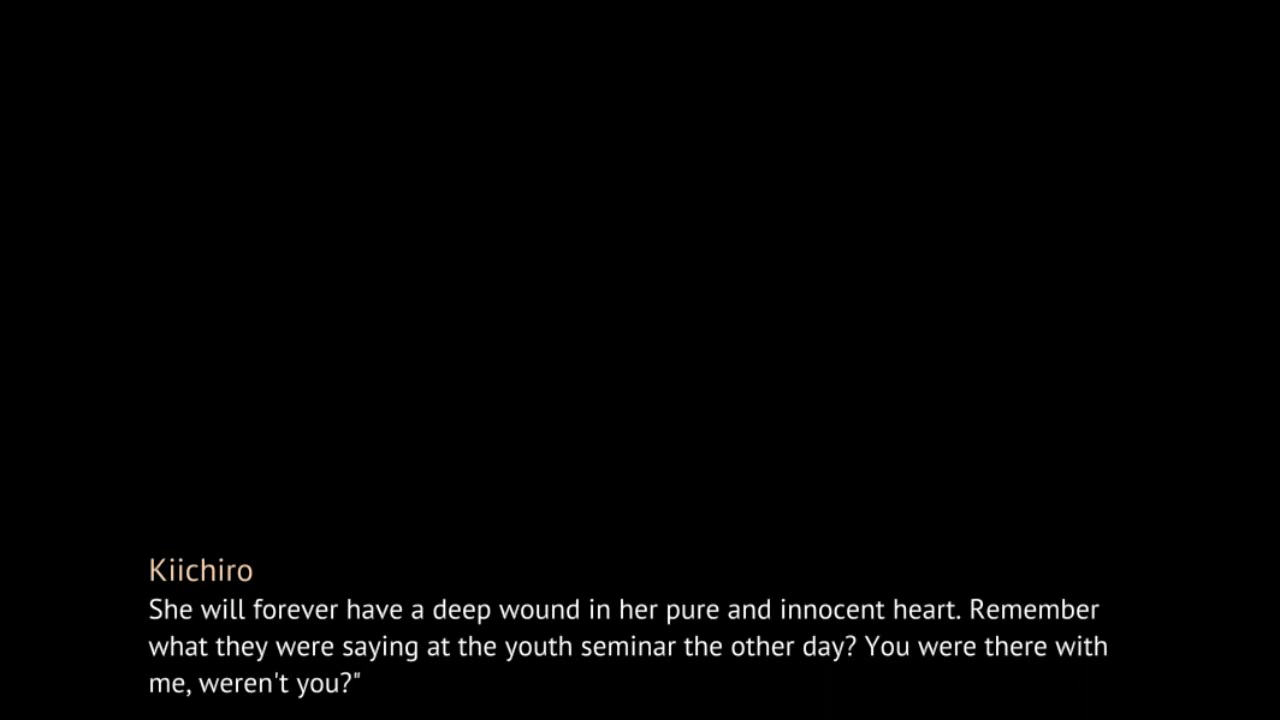 Kiichiro
She will forever have a deep wound in her pure and innocent heart. Remember
what they were saying at the youth seminar the other day? You were there with
me, weren't you?"